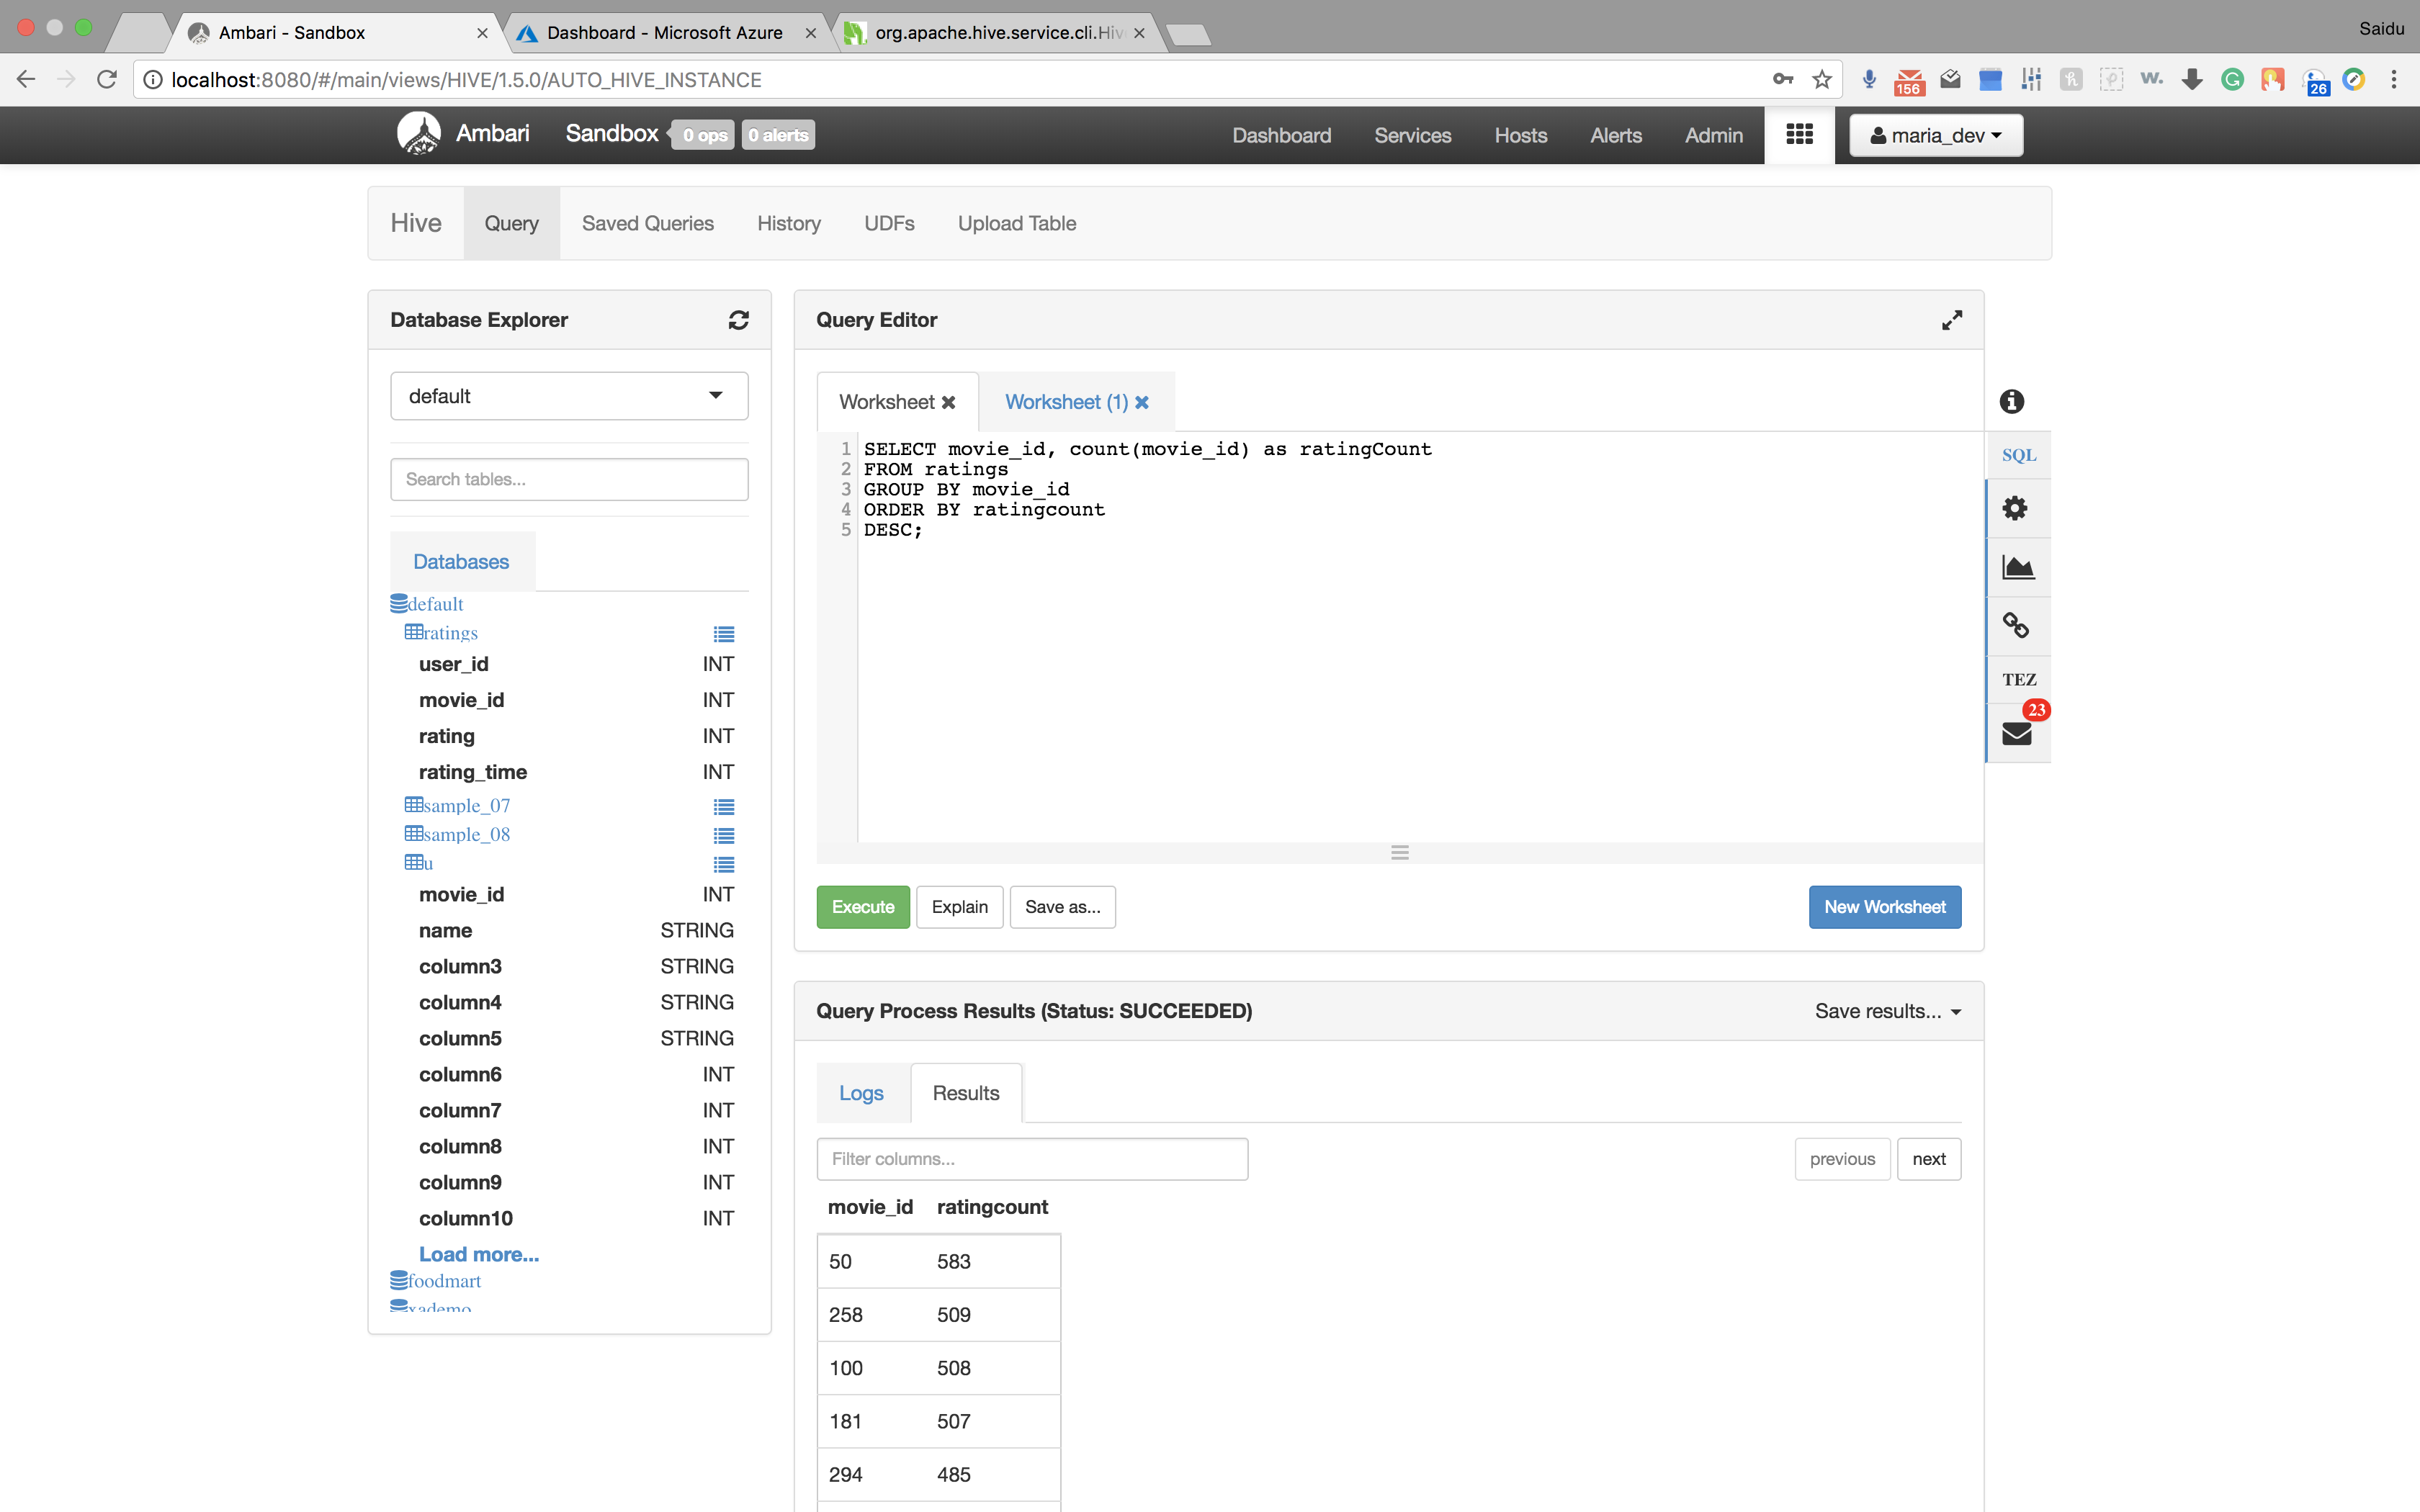 Ambari - Sandbox
Dashboard - Microsoft Azure
org.apache.hive.service.cli.Hiv
Saidu
localhost:8080/#/main/views/HIVE/1.5.0/AUTO_HIVE_INSTANCE
156
w.
26
Ambari
Sandbox
0 ops
0 alerts
Dashboard
Services
Hosts
Alerts
Admin
maria_dev
Hive
Query
Saved Queries
History
UDFs
Upload Table
Database Explorer
default
Search tables...
Databases
default
ratings
user_id INT
movie_id INT
rating INT
rating_time INT
sample_07
sample_08
u
movie_id INT
name STRING
column3 STRING
column4 STRING
column5 STRING
column6 INT
column7 INT
column8 INT
column9 INT
column10 INT
Load more...
foodmart
xademo
Query Editor
Worksheet
Worksheet (1)
1 SELECT movie_id, count(movie_id) as ratingCount
2 FROM ratings
3 GROUP BY movie_id
4 ORDER BY ratingcount
5 DESC;
SQL
TEZ
23
Execute
Explain
Save as...
New Worksheet
Query Process Results (Status: SUCCEEDED)
Save results...
Logs
Results
Filter columns...
previous
next
movie_id ratingcount
50 583
258 509
100 508
181 507
294 485